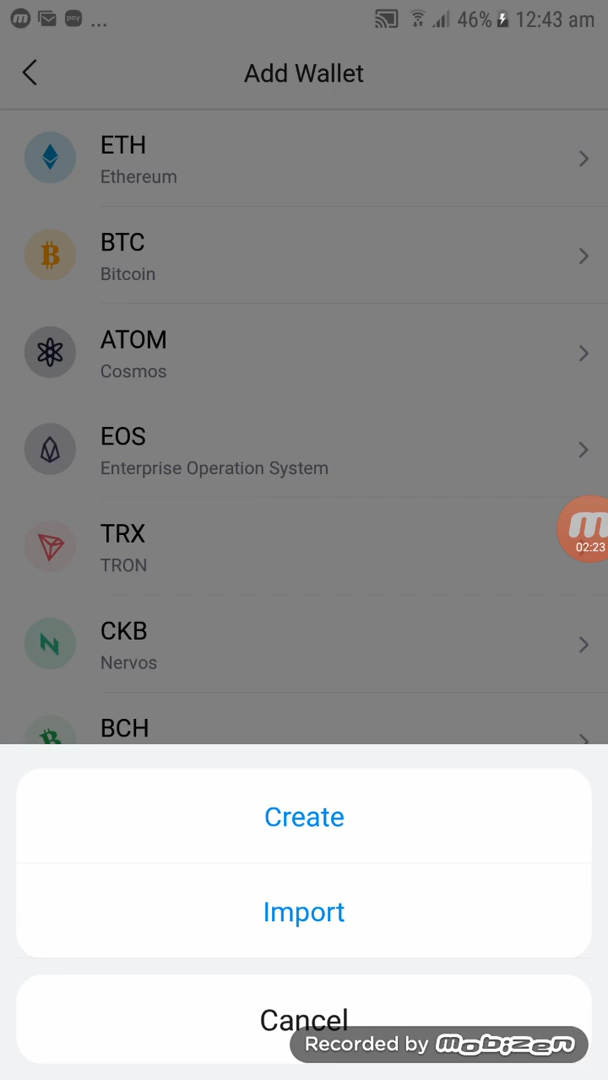 m pay ... 46% 12:43 am
Add Wallet
ETH
Ethereum
BTC
Bitcoin
ATOM
Cosmos
EOS
Enterprise Operation System
TRX
TRON
m
02:23
CKB
Nervos
BCH
Create
Import
Cancel
Recorded by mobizen